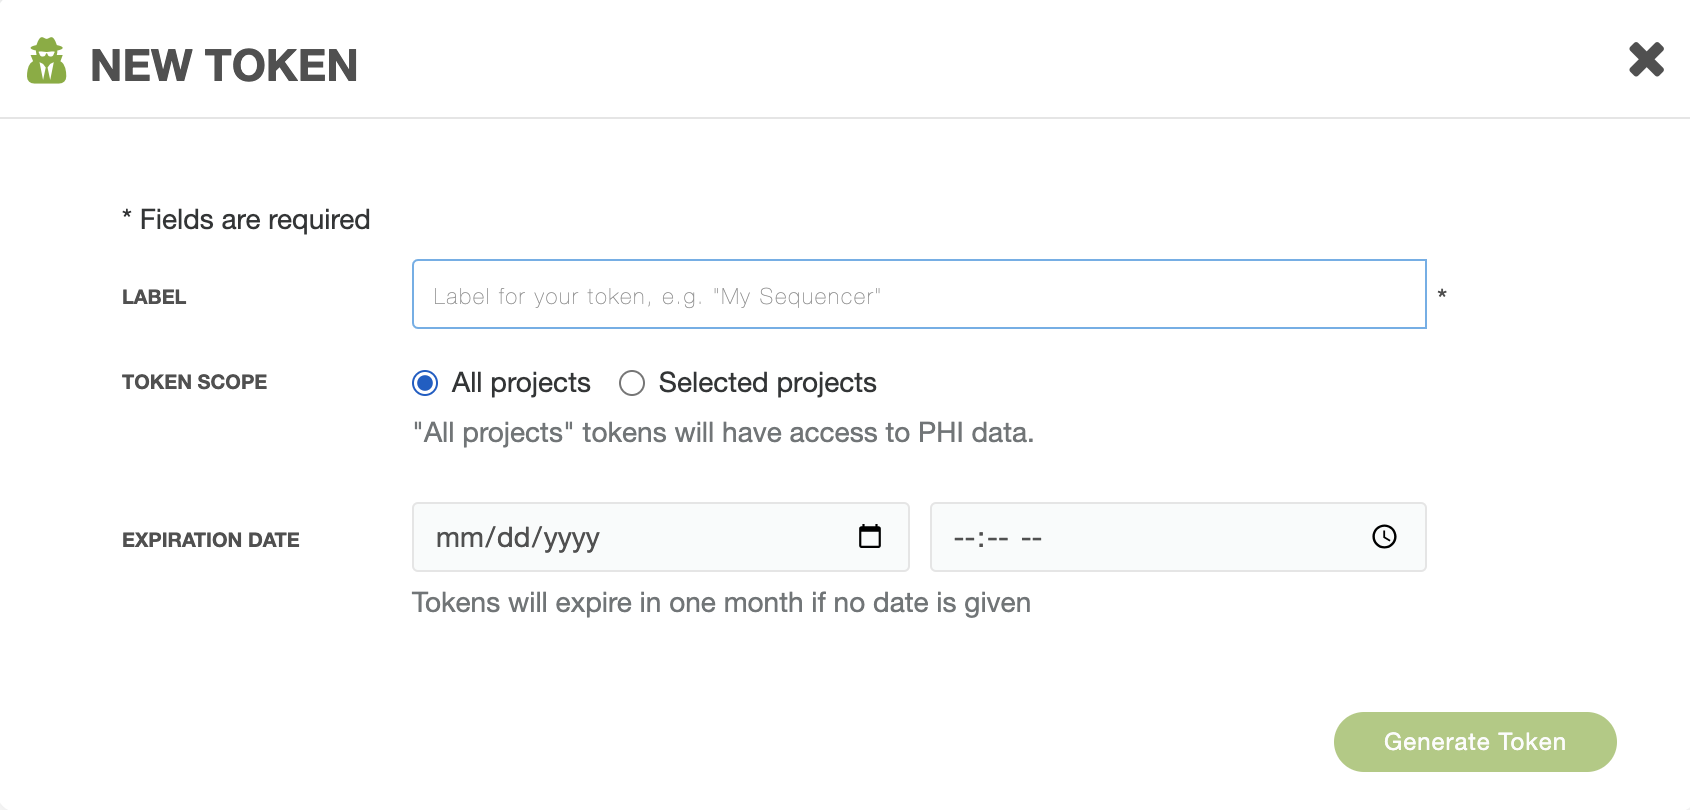 NEW TOKEN
* Fields are required
LABEL
Label for your token, e.g. "My Sequencer"
*
TOKEN SCOPE
All projects
Selected projects
"All projects" tokens will have access to PHI data.
EXPIRATION DATE
mm/dd/yyyy
--:-- --
Tokens will expire in one month if no date is given
Generate Token